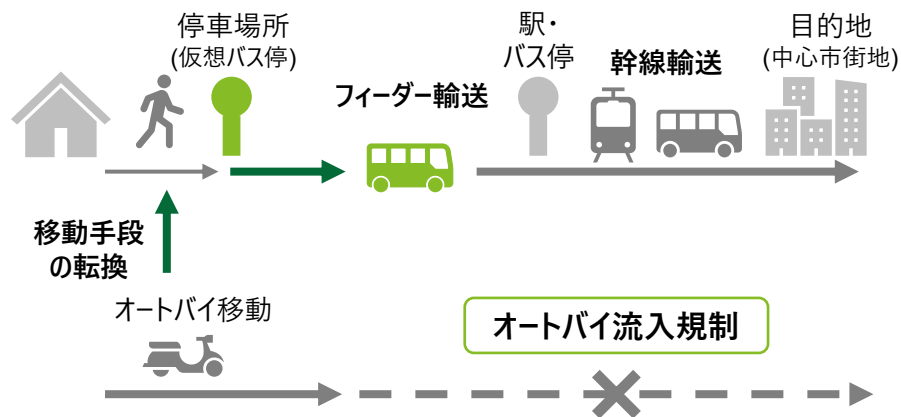 停車場所
(仮想バス停)
フィーダー輸送
駅・
バス停
幹線輸送
目的地
(中心市街地)
移動手段
の転換
オートバイ移動
オートバイ流入規制